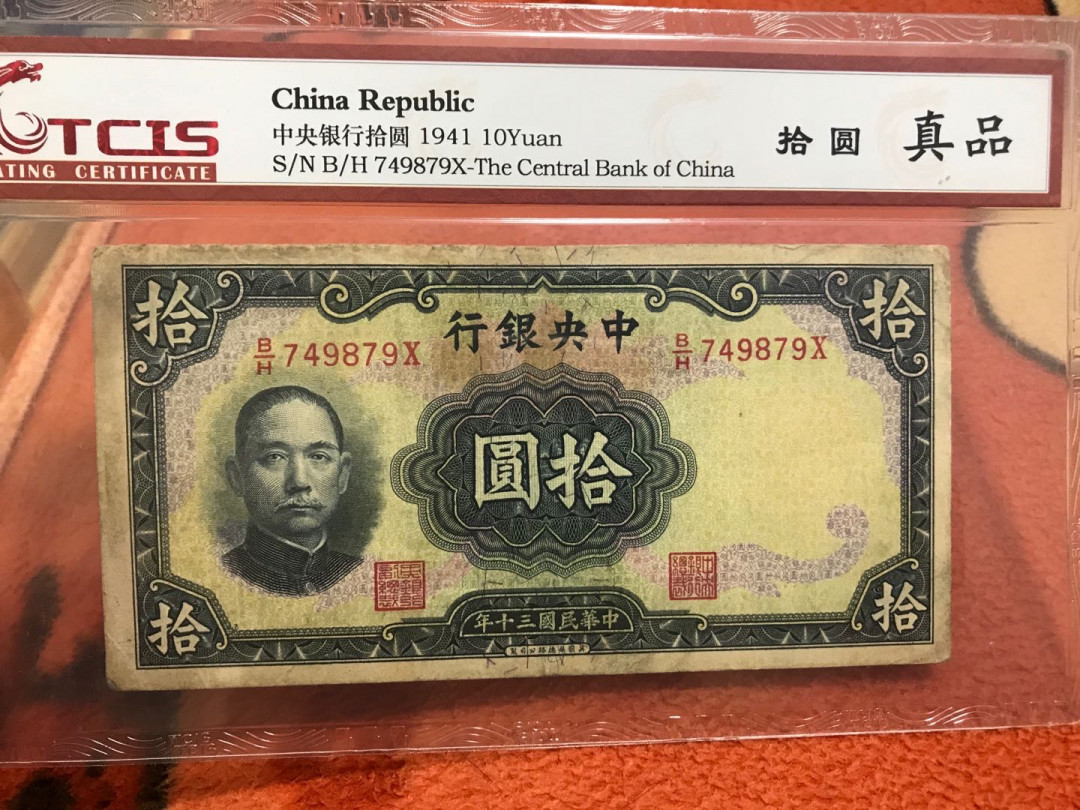 TCIS
ATING CERTIFICATE
China Republic
中央银行拾圆 1941 10Yuan
S/N B/H 749879X-The Central Bank of China
拾圆 真品
拾
拾
行銀央中
B/H 749879X
B/H 749879X
圓拾
拾
拾
年十三國民華中